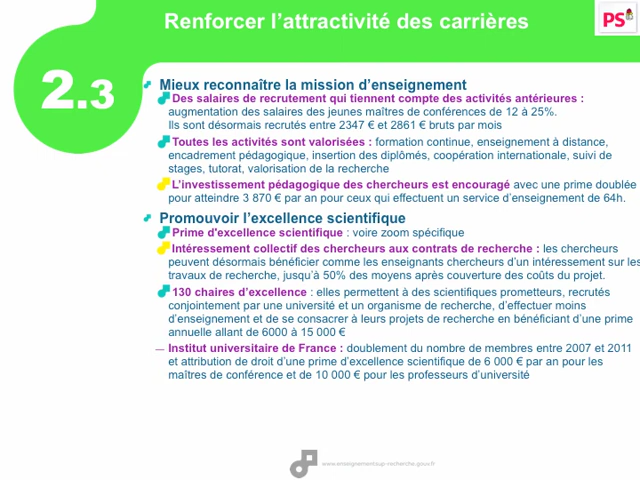 Renforcer l'attractivité des carrières
PS
2.3
Mieux reconnaître la mission d'enseignement
Des salaires de recrutement qui tiennent compte des activités antérieures :
augmentation des salaires des jeunes maîtres de conférences de 12 à 25%.
Ils sont désormais recrutés entre 2347 € et 2861 € bruts par mois
Toutes les activités sont valorisées : formation continue, enseignement à distance,
encadrement pédagogique, insertion des diplômés, coopération internationale, suivi de
stages, tutorat, valorisation de la recherche
L'investissement pédagogique des chercheurs est encouragé avec une prime doublée
pour atteindre 3 870 € par an pour ceux qui effectuent un service d'enseignement de 64h.
Promouvoir l'excellence scientifique
Prime d'excellence scientifique : voire zoom spécifique
Intéressement collectif des chercheurs aux contrats de recherche : les chercheurs
peuvent désormais bénéficier comme les enseignants chercheurs d'un intéressement sur les
travaux de recherche, jusqu'à 50% des moyens après couverture des coûts du projet.
130 chaires d'excellence : elles permettent à des scientifiques prometteurs, recrutés
conjointement par une université et un organisme de recherche, d'effectuer moins
d'enseignement et de se consacrer à leurs projets de recherche en bénéficiant d'une prime
annuelle allant de 6000 à 15 000 €
— Institut universitaire de France : doublement du nombre de membres entre 2007 et 2011
et attribution de droit d'une prime d'excellence scientifique de 6 000 € par an pour les
maîtres de conférence et de 10 000 € pour les professeurs d'université
www.enseignementsup-recherche.gouv.fr